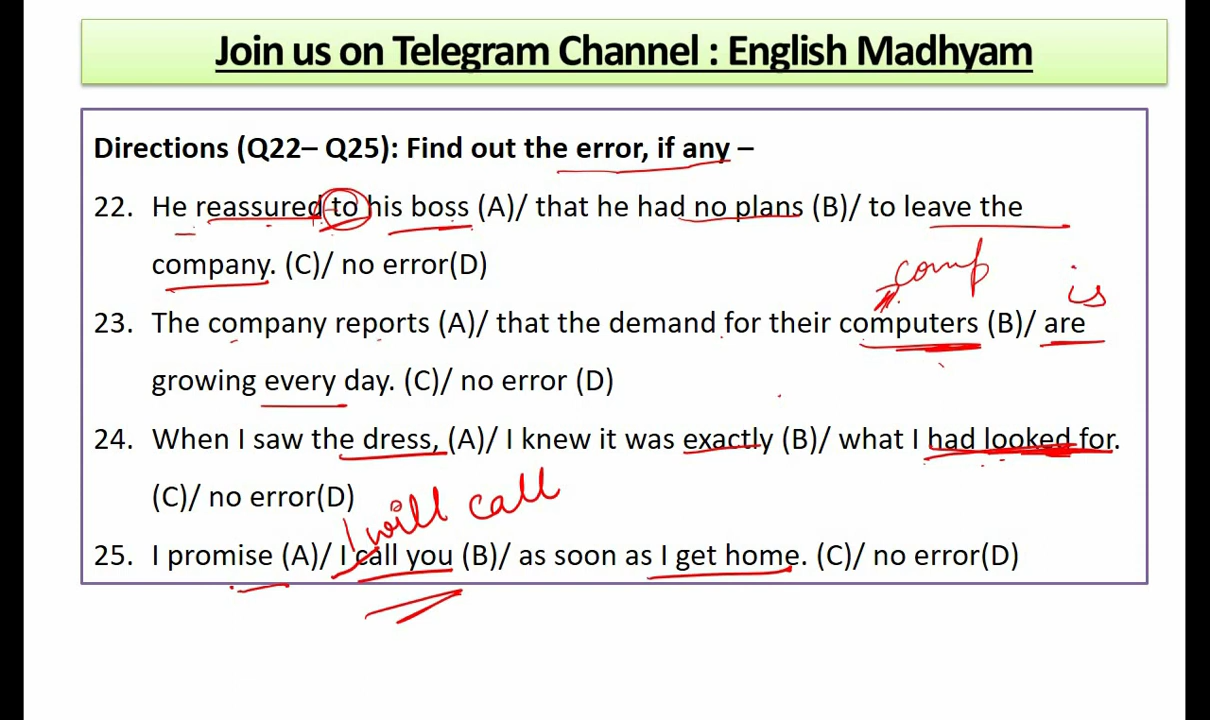 Join us on Telegram Channel : English Madhyam
Directions (Q22– Q25): Find out the error, if any –
22. He reassured to his boss (A)/ that he had no plans (B)/ to leave the
company. (C)/ no error(D)
comp is
23. The company reports (A)/ that the demand for their computers (B)/ are
growing every day. (C)/ no error (D)
24. When I saw the dress, (A)/ I knew it was exactly (B)/ what I had looked for.
(C)/ no error(D)
I will call
25. I promise (A)/ I call you (B)/ as soon as I get home. (C)/ no error(D)